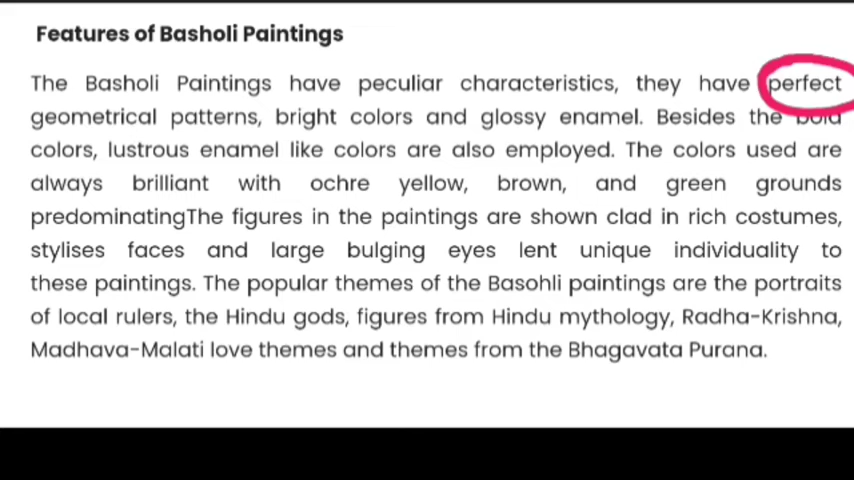 Features of Basholi Paintings
The Basholi Paintings have peculiar characteristics, they have perfect
geometrical patterns, bright colors and glossy enamel. Besides the bold
colors, lustrous enamel like colors are also employed. The colors used are
always brilliant with ochre yellow, brown, and green grounds
predominatingThe figures in the paintings are shown clad in rich costumes,
stylises faces and large bulging eyes lent unique individuality to
these paintings. The popular themes of the Basohli paintings are the portraits
of local rulers, the Hindu gods, figures from Hindu mythology, Radha-Krishna,
Madhava-Malati love themes and themes from the Bhagavata Purana.